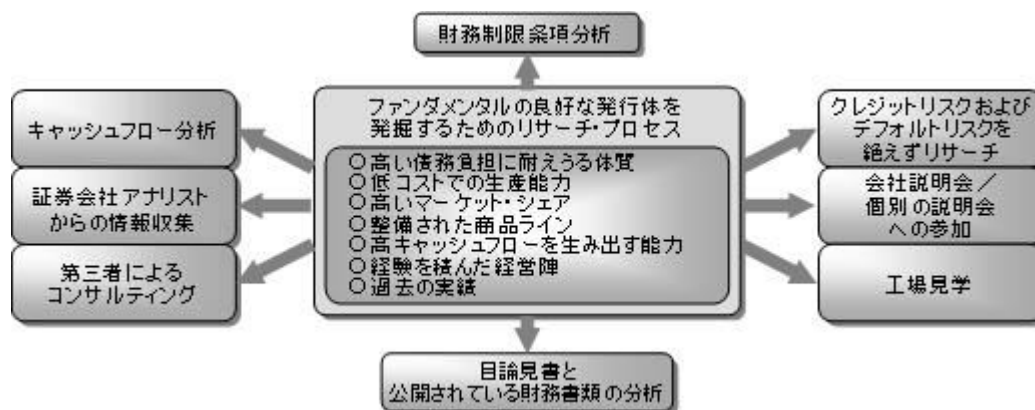 財務制限条項分析
キャッシュフロー分析
証券会社アナリスト
からの情報収集
第三者による
コンサルティング
ファンダメンタルの良好な発行体を
発掘するためのリサーチ・プロセス
○高い債務負担に耐えうる体質
○低コストでの生産能力
○高いマーケット・シェア
○整備された商品ライン
○高キャッシュフローを生み出す能力
○経験を積んだ経営陣
○過去の実績
クレジットリスクおよび
デフォルトリスクを
絶えずリサーチ
会社説明会／
個別の説明会
への参加
工場見学
目論見書と
公開されている財務書類の分析